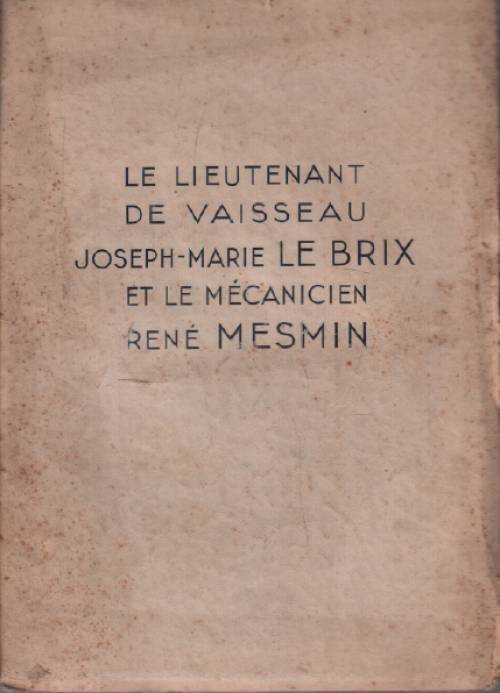 LE LIEUTENANT
DE VAISSEAU
JOSEPH-MARIE LE BRIX
ET LE MÉCANICIEN
RENÉ MESMIN